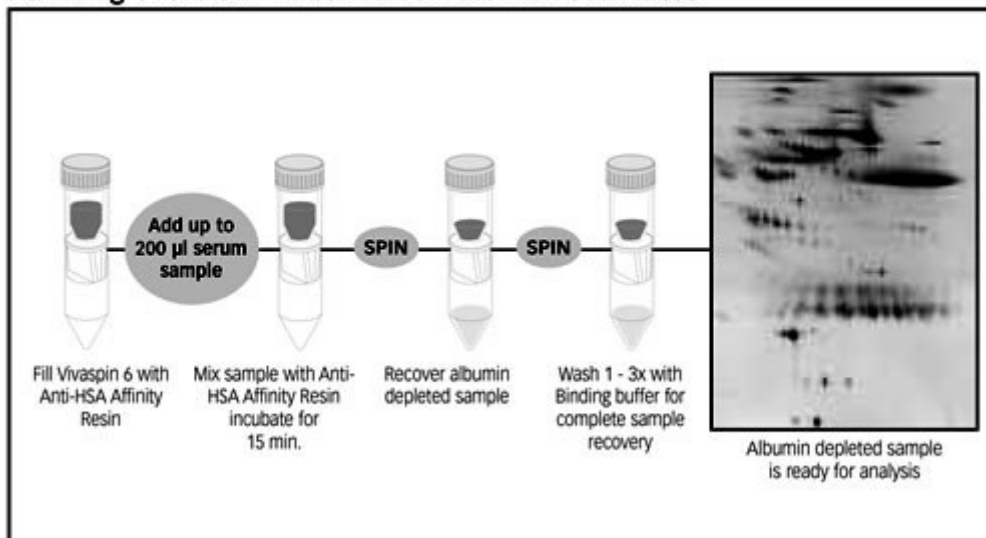 Add up to
200 µl serum
sample
SPIN
SPIN
Fill Vivaspin 6 with
Anti-HSA Affinity
Resin
Mix sample with Anti-
HSA Affinity Resin
incubate for
15 min.
Recover albumin
depleted sample
Wash 1 - 3x with
Binding buffer for
complete sample
recovery
Albumin depleted sample
is ready for analysis